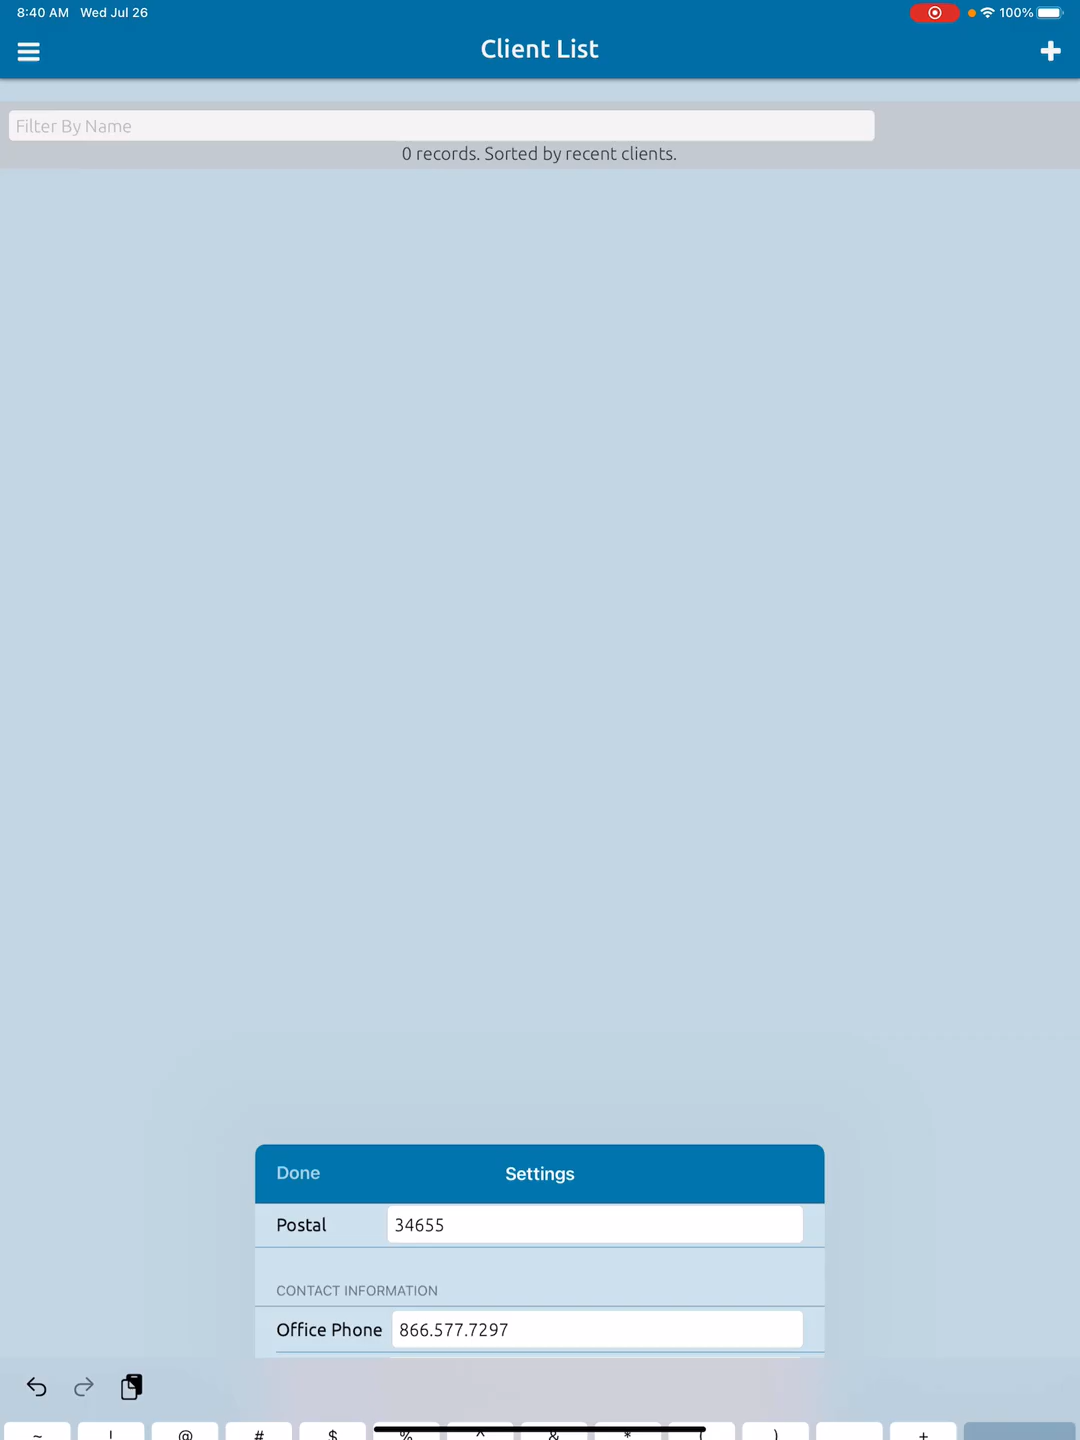 8:40 AM Wed Jul 26
100%
Client List
Filter By Name
0 records. Sorted by recent clients.
Done
Settings
Postal 34655
CONTACT INFORMATION
Office Phone 866.577.7297
~ ! @ # $ % ^ & * ( ) +